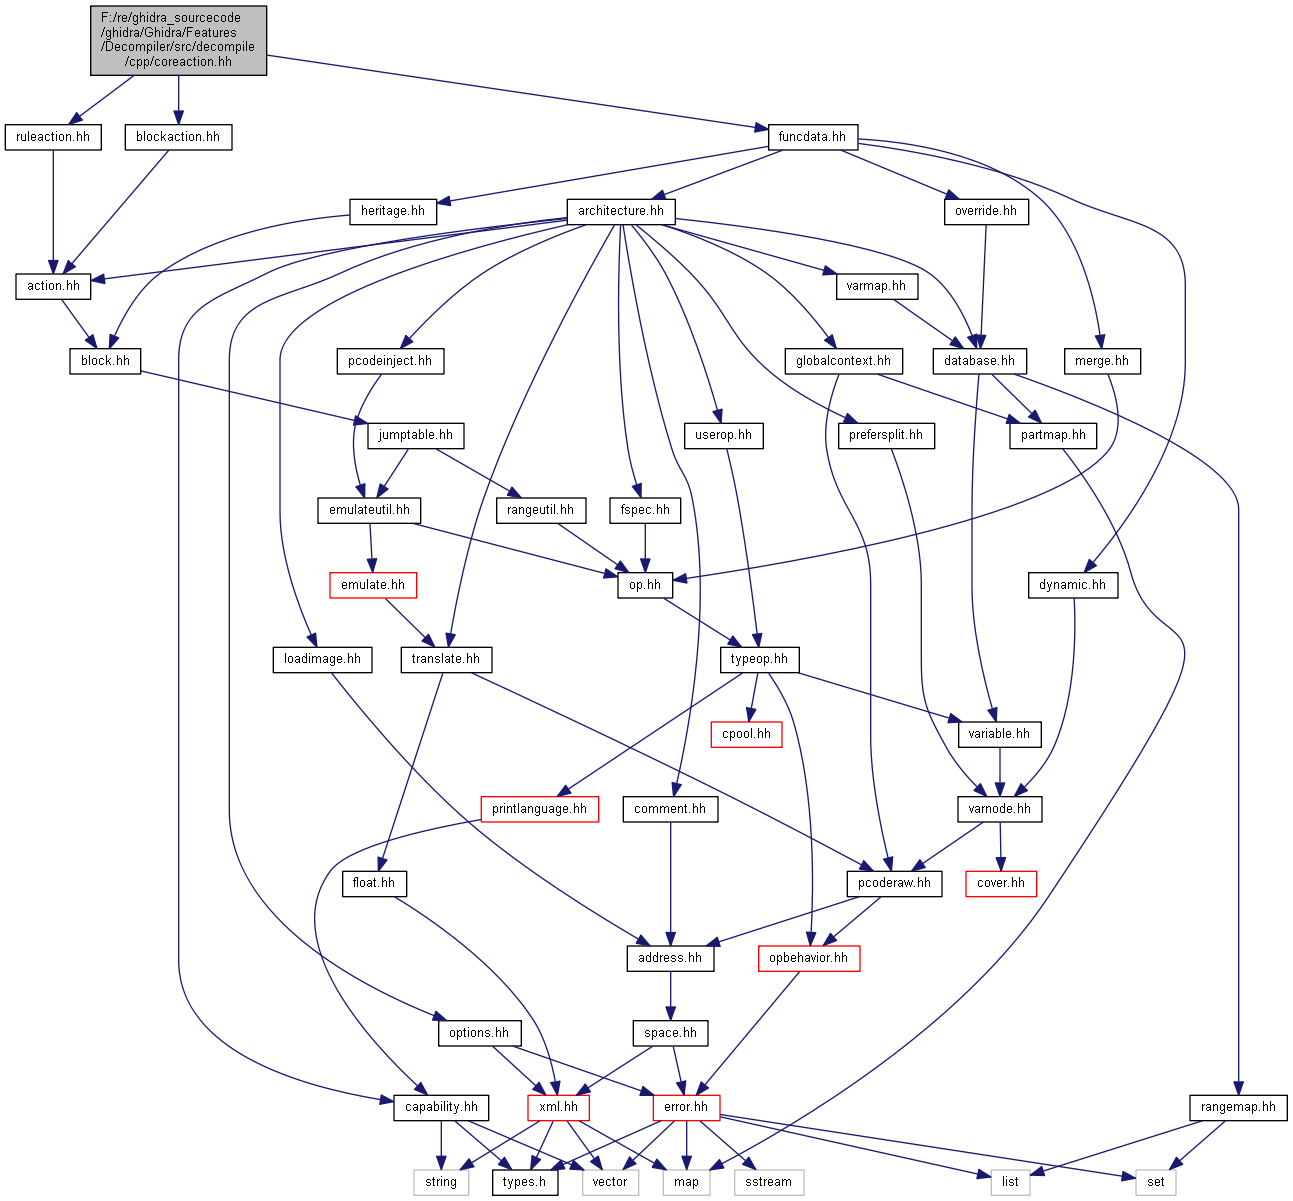 F:/re/ghidra_sourcecode
/ghidra/Ghidra/Features
/Decompiler/src/decompile
/cpp/coreaction.hh
ruleaction.hh
blockaction.hh
funcdata.hh
heritage.hh
architecture.hh
override.hh
action.hh
varmap.hh
block.hh
pcodeinject.hh
globalcontext.hh
database.hh
merge.hh
jumptable.hh
userop.hh
prefersplit.hh
partmap.hh
emulateutil.hh
rangeutil.hh
fspec.hh
emulate.hh
op.hh
dynamic.hh
loadimage.hh
translate.hh
typeop.hh
cpool.hh
variable.hh
printlanguage.hh
comment.hh
varnode.hh
float.hh
pcoderaw.hh
cover.hh
address.hh
opbehavior.hh
options.hh
space.hh
capability.hh
xml.hh
error.hh
rangemap.hh
string
types.h
vector
map
sstream
list
set